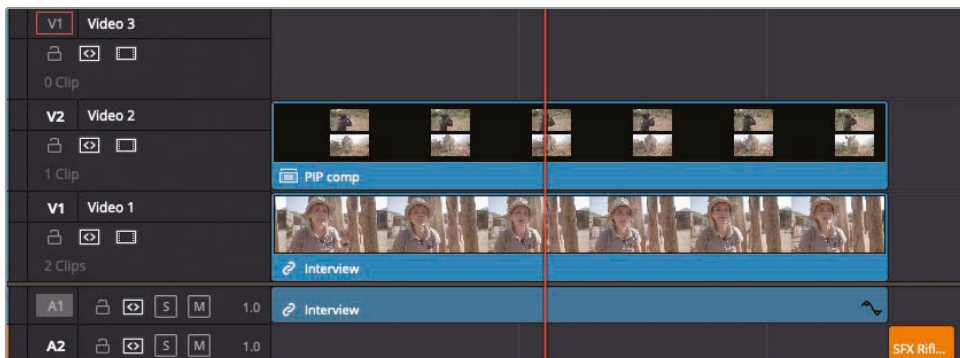 V1 Video 3
0 Clip
V2 Video 2
1 Clip
PIP comp
V1 Video 1
2 Clips
Interview
A1 S M 1.0
Interview
A2 S M 1.0
SFX Rifl...